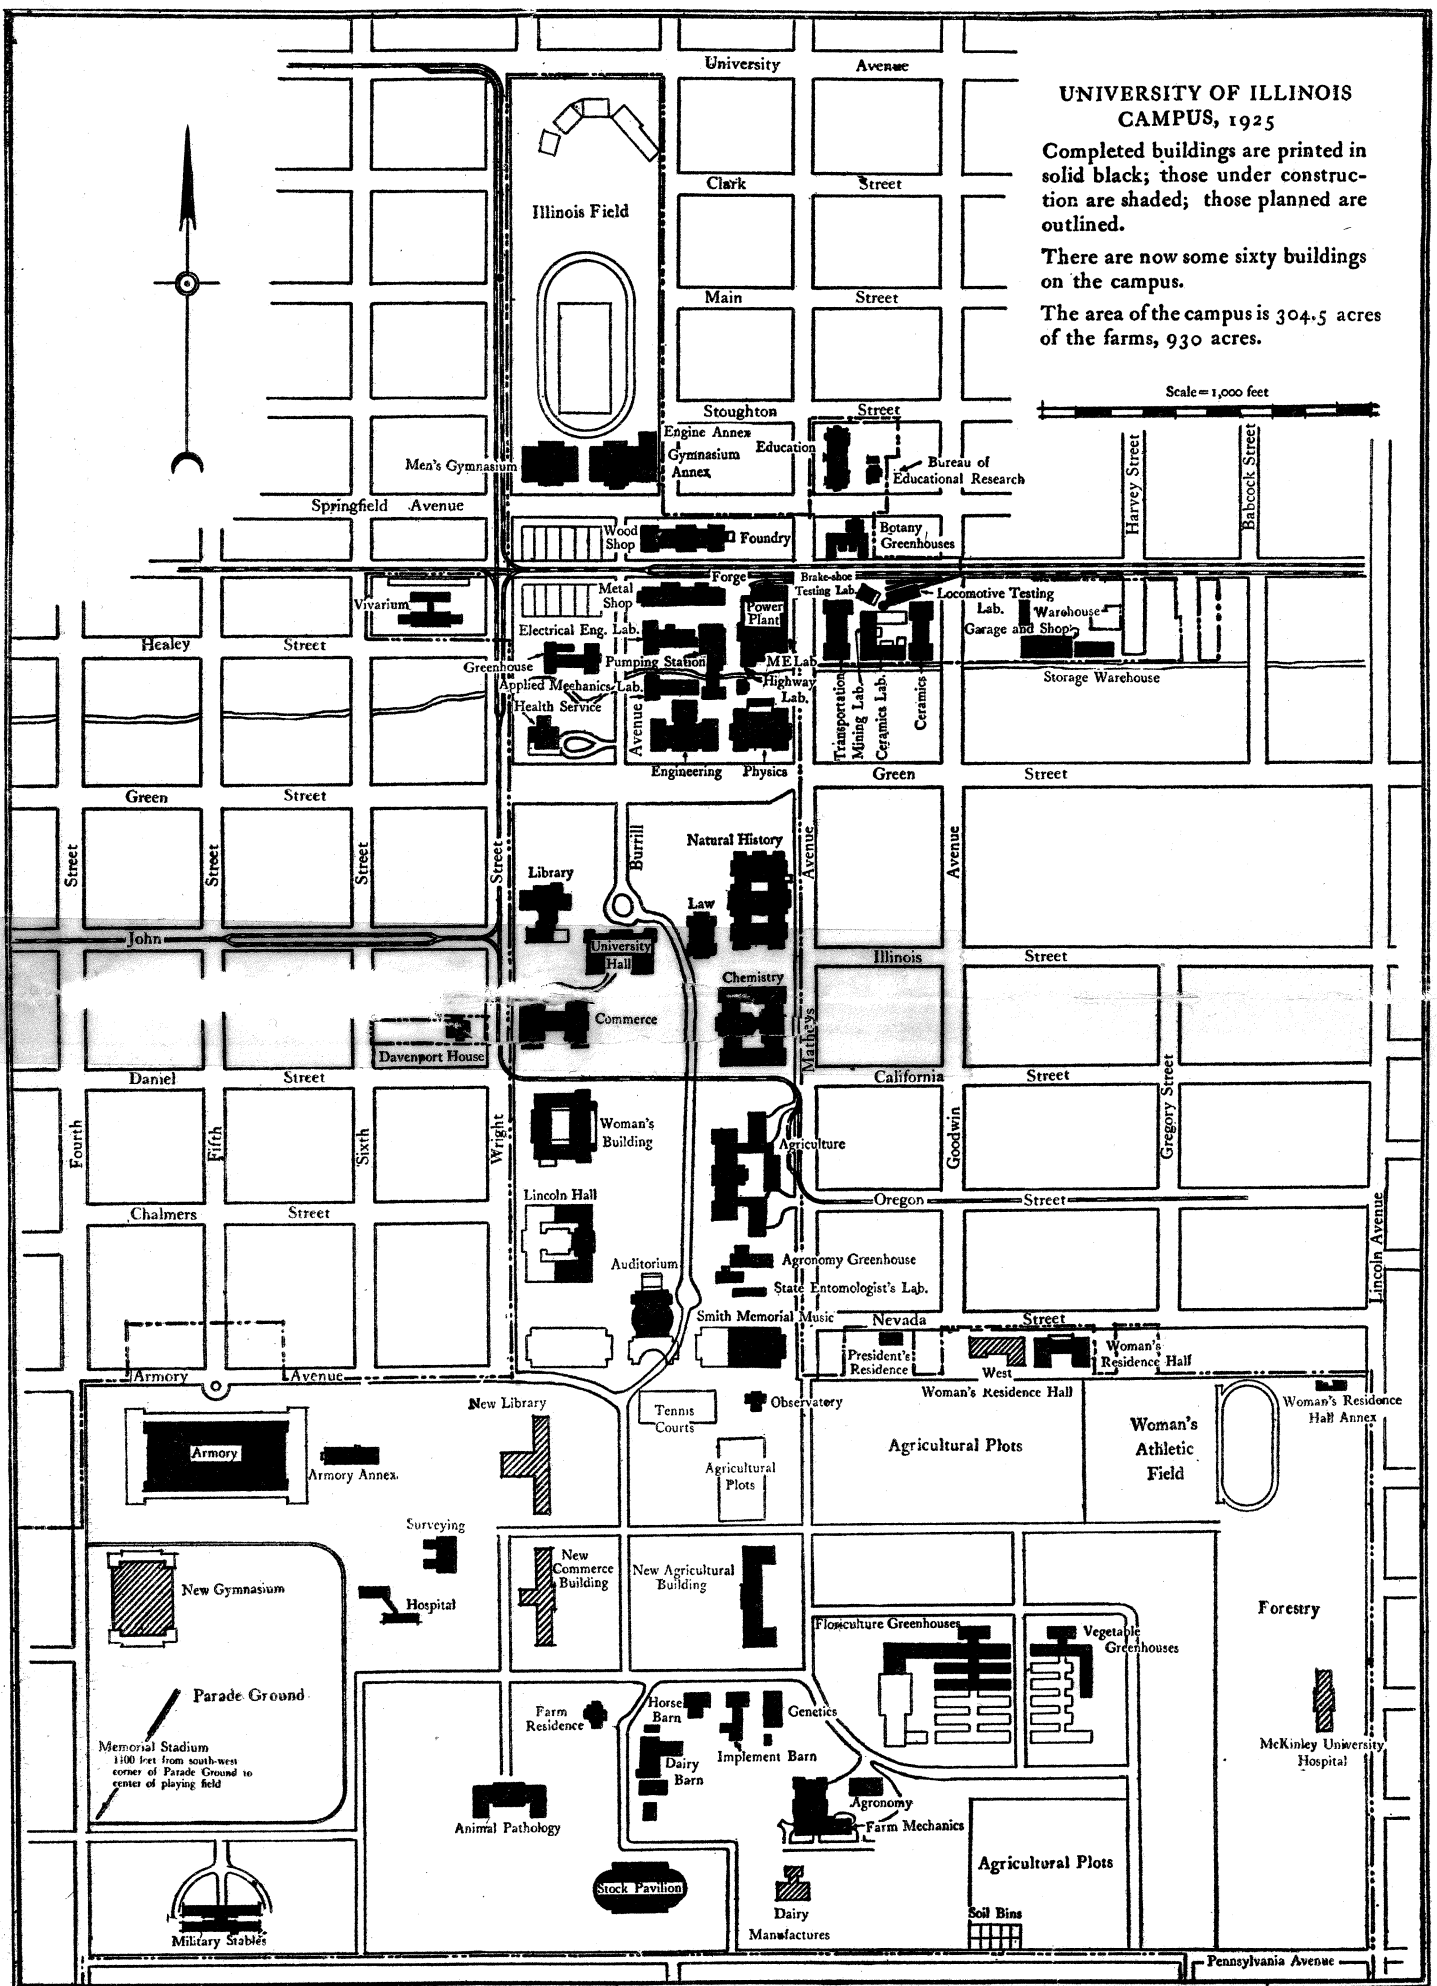 University Avenue
UNIVERSITY OF ILLINOIS
CAMPUS, 1925
Completed buildings are printed in
solid black; those under construc-
tion are shaded; those planned are
outlined.
There are now some sixty buildings
on the campus.
The area of the campus is 304.5 acres
of the farms, 930 acres.
Scale=1,000 feet
Clark Street
Illinois Field
Main Street
Stoughton Street
Engine Annex
Gymnasium
Annex
Men's Gymnasium
Education
Bureau of
Educational Research
Harvey Street
Babcock Street
Springfield Avenue
Wood
Shop
Foundry
Botany
Greenhouses
Forge
Brake-shoe
Testing Lab.
Locomotive Testing
Lab.
Metal
Shop
Power
Plant
Warehouse
Garage and Shop
Vivarium
Electrical Eng. Lab.
Healey Street
Greenhouse
Pumping Station
M E Lab.
Applied Mechanics Lab.
Highway
Lab.
Storage Warehouse
Health Service
Avenue
Transportation
Mining Lab.
Ceramics Lab.
Ceramics
Engineering
Physics
Green Street
Green Street
Street
Street
Street
Street
Burrill
Natural History
Avenue
Avenue
Library
Law
John
University
Hall
Illinois Street
Chemistry
Commerce
Mathews
Davenport House
Daniel Street
California Street
Fourth
Fifth
Sixth
Wright
Woman's
Building
Agriculture
Goodwin
Gregory Street
Lincoln Avenue
Oregon Street
Chalmers Street
Lincoln Hall
Auditorium
Agronomy Greenhouse
State Entomologist's Lab.
Smith Memorial Music
Nevada Street
President's
Residence
West
Woman's Residence Hall
Woman's
Residence Hall
Armory Avenue
New Library
Tennis
Courts
Observatory
Woman's Residence
Hall Annex
Armory
Armory Annex.
Agricultural
Plots
Agricultural Plots
Woman's
Athletic
Field
Surveying
New Gymnasium
Hospital
New
Commerce
Building
New Agricultural
Building
Floriculture Greenhouses
Vegetable
Greenhouses
Forestry
Parade Ground
Farm
Residence
Horse
Barn
Genetics
Implement Barn
Dairy
Barn
McKinley University
Hospital
Memorial Stadium
1100 feet from south-west
corner of Parade Ground to
center of playing field
Animal Pathology
Agronomy
Farm Mechanics
Agricultural Plots
Stock Pavilion
Dairy
Manufactures
Soil Bins
Military Stables
Pennsylvania Avenue